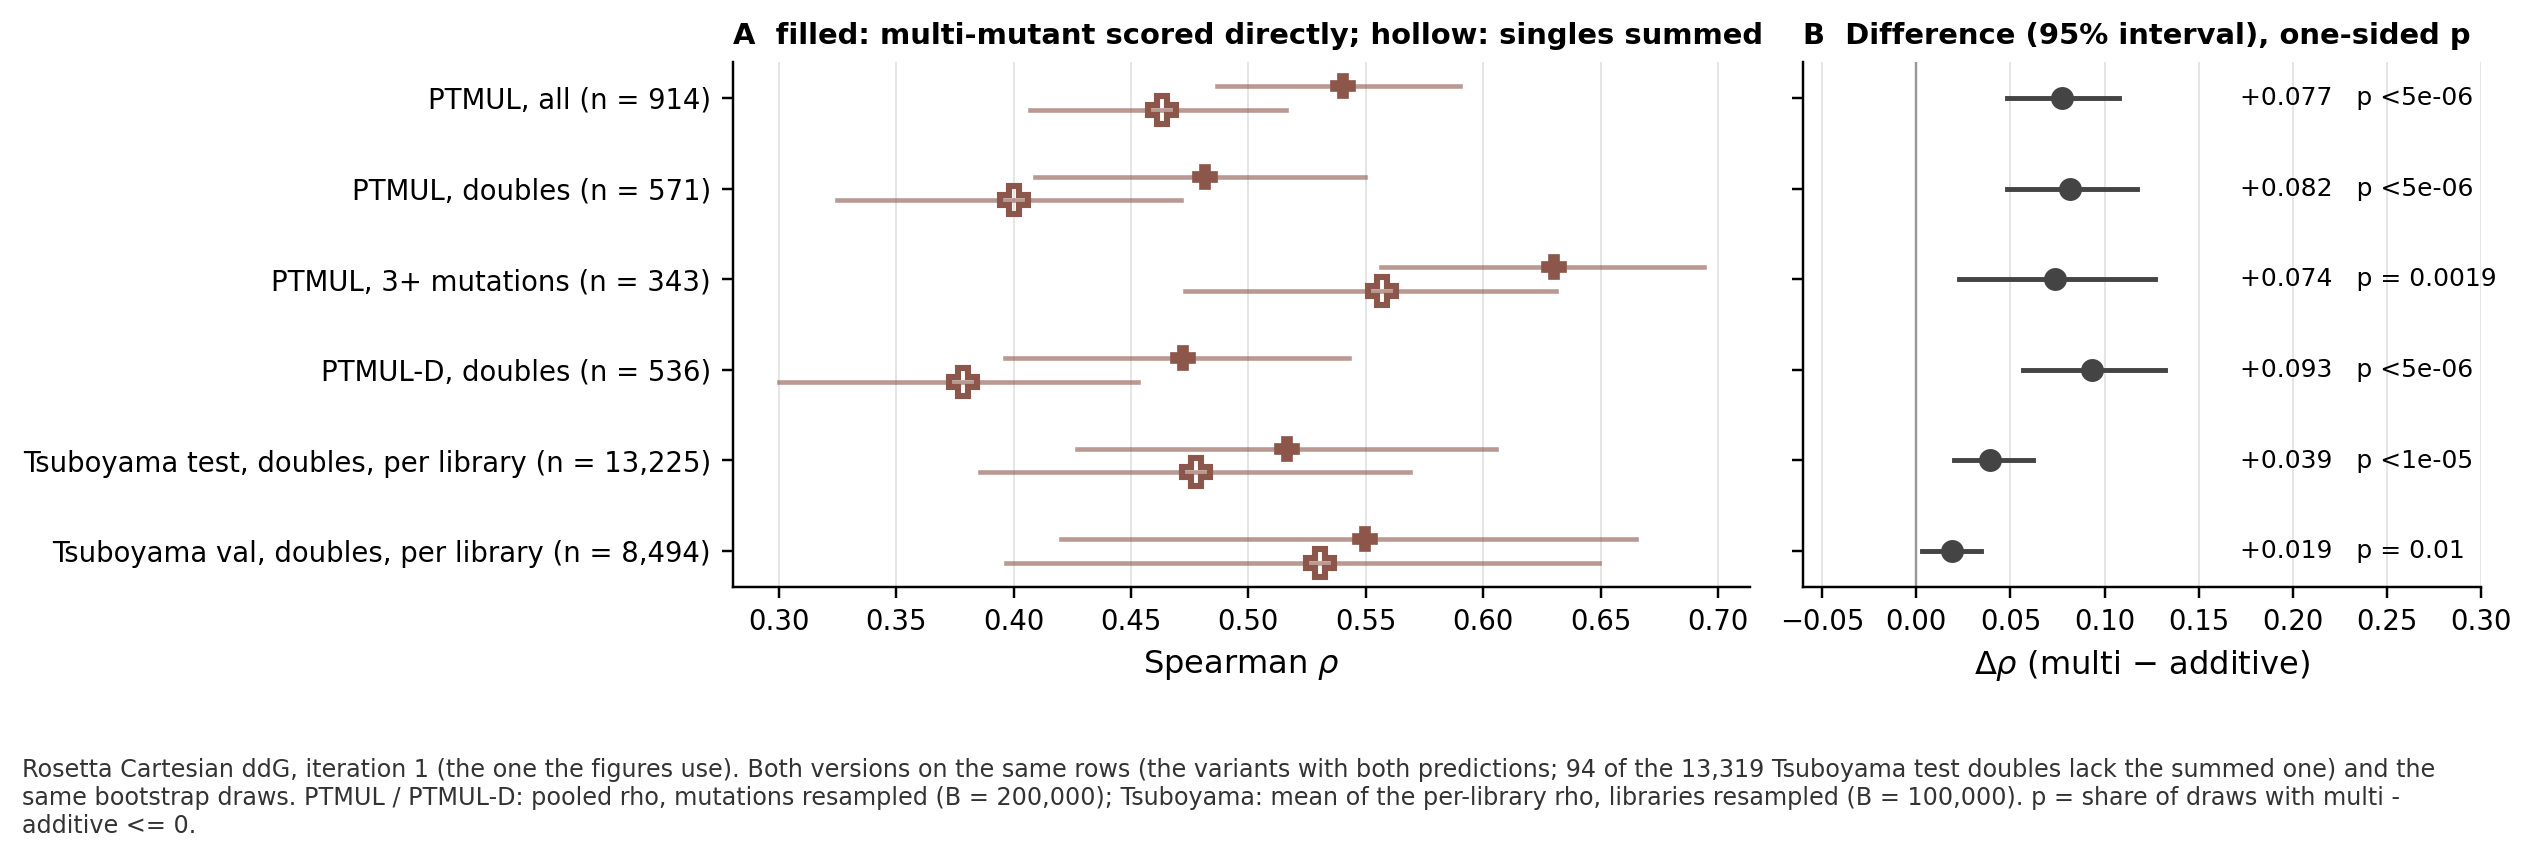 A  filled: multi-mutant scored directly; hollow: singles summed
B  Difference (95% interval), one-sided p
PTMUL, all (n = 914)
+0.077   p <5e-06
PTMUL, doubles (n = 571)
+0.082   p <5e-06
PTMUL, 3+ mutations (n = 343)
+0.074   p = 0.0019
PTMUL-D, doubles (n = 536)
+0.093   p <5e-06
Tsuboyama test, doubles, per library (n = 13,225)
+0.039   p <1e-05
Tsuboyama val, doubles, per library (n = 8,494)
+0.019   p = 0.01
0.30 0.35 0.40 0.45 0.50 0.55 0.60 0.65 0.70
−0.05 0.00 0.05 0.10 0.15 0.20 0.25 0.30
Spearman ρ
Δρ (multi − additive)
Rosetta Cartesian ddG, iteration 1 (the one the figures use). Both versions on the same rows (the variants with both predictions; 94 of the 13,319 Tsuboyama test doubles lack the summed one) and the
same bootstrap draws. PTMUL / PTMUL-D: pooled rho, mutations resampled (B = 200,000); Tsuboyama: mean of the per-library rho, libraries resampled (B = 100,000). p = share of draws with multi -
additive <= 0.